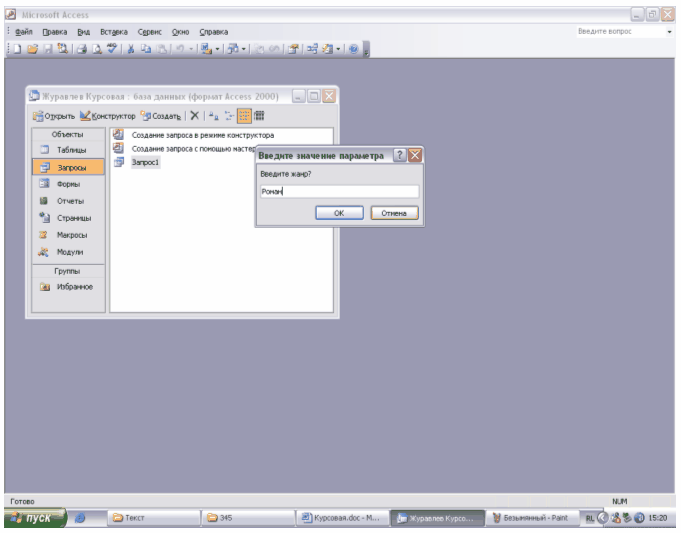 Microsoft Access
Файл Правка Вид Вставка Сервис Окно Справка Введите вопрос
Журавлев Курсовая : база данных (формат Access 2000)
Открыть Конструктор Создать
Объекты
Таблицы
Запросы
Формы
Отчеты
Страницы
Макросы
Модули
Группы
Избранное
Создание запроса в режиме конструктора
Создание запроса с помощью мастер
Запрос1
Введите значение параметра
Введите жанр?
Роман
ОК Отмена
Готово NUM
пуск Текст 345 Курсовая.doc - M... Журавлев Курсо... Безымянный - Paint RL 15:20